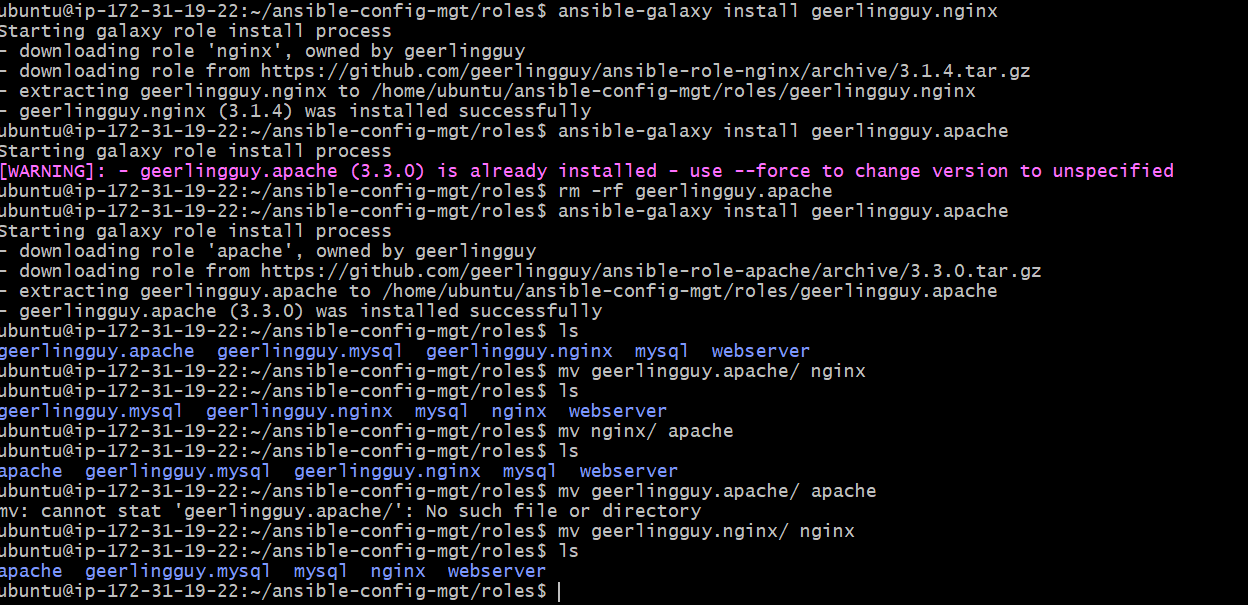 ubuntu@ip-172-31-19-22:~/ansible-config-mgt/roles$ ansible-galaxy install geerlingguy.nginx
Starting galaxy role install process
- downloading role 'nginx', owned by geerlingguy
- downloading role from https://github.com/geerlingguy/ansible-role-nginx/archive/3.1.4.tar.gz
- extracting geerlingguy.nginx to /home/ubuntu/ansible-config-mgt/roles/geerlingguy.nginx
- geerlingguy.nginx (3.1.4) was installed successfully
ubuntu@ip-172-31-19-22:~/ansible-config-mgt/roles$ ansible-galaxy install geerlingguy.apache
Starting galaxy role install process
[WARNING]: - geerlingguy.apache (3.3.0) is already installed - use --force to change version to unspecified
ubuntu@ip-172-31-19-22:~/ansible-config-mgt/roles$ rm -rf geerlingguy.apache
ubuntu@ip-172-31-19-22:~/ansible-config-mgt/roles$ ansible-galaxy install geerlingguy.apache
Starting galaxy role install process
- downloading role 'apache', owned by geerlingguy
- downloading role from https://github.com/geerlingguy/ansible-role-apache/archive/3.3.0.tar.gz
- extracting geerlingguy.apache to /home/ubuntu/ansible-config-mgt/roles/geerlingguy.apache
- geerlingguy.apache (3.3.0) was installed successfully
ubuntu@ip-172-31-19-22:~/ansible-config-mgt/roles$ ls
geerlingguy.apache  geerlingguy.mysql  geerlingguy.nginx  mysql  webserver
ubuntu@ip-172-31-19-22:~/ansible-config-mgt/roles$ mv geerlingguy.apache/ nginx
ubuntu@ip-172-31-19-22:~/ansible-config-mgt/roles$ ls
geerlingguy.mysql  geerlingguy.nginx  mysql  nginx  webserver
ubuntu@ip-172-31-19-22:~/ansible-config-mgt/roles$ mv nginx/ apache
ubuntu@ip-172-31-19-22:~/ansible-config-mgt/roles$ ls
apache  geerlingguy.mysql  geerlingguy.nginx  mysql  webserver
ubuntu@ip-172-31-19-22:~/ansible-config-mgt/roles$ mv geerlingguy.apache/ apache
mv: cannot stat 'geerlingguy.apache/': No such file or directory
ubuntu@ip-172-31-19-22:~/ansible-config-mgt/roles$ mv geerlingguy.nginx/ nginx
ubuntu@ip-172-31-19-22:~/ansible-config-mgt/roles$ ls
apache  geerlingguy.mysql  mysql  nginx  webserver
ubuntu@ip-172-31-19-22:~/ansible-config-mgt/roles$